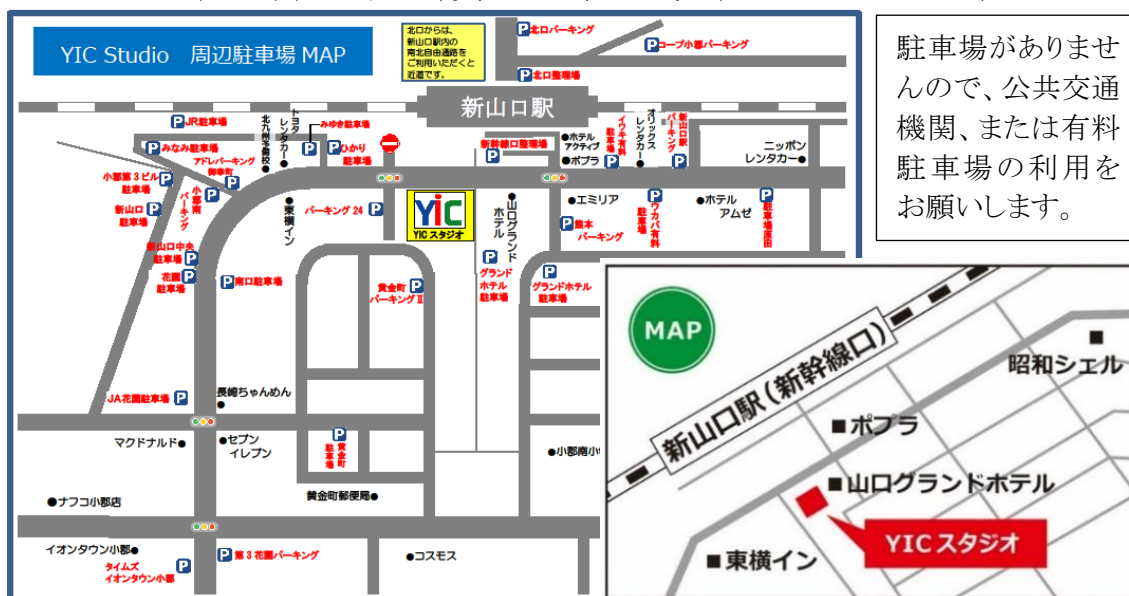 YIC Studio 周辺駐車場 MAP
北口からは、
新山口駅内の
南北自由通路を
ご利用いただくと
近道です。
P北口パーキング
Pコープ小郡パーキング
P北口整理場
新山口駅
駐車場がありませ
んので、公共交通
機関、または有料
駐車場の利用を
お願いします。
PJR駐車場
北九州予備校●
トヨタ
レンタカー●
みゆき駐車場
P
Pみなみ駐車場
Pひかり
駐車場
アドレパーキング
御幸町
P
新幹線口整理場
P
●ホテル
アクティブ
●ポプラ
イワキ有料
駐車場
P
オリックス
レンタカー●
新山口駅
パーキング
P
ニッポン
レンタカー●
小郡第3ビル
駐車場
P
小郡南
パーキング
P
新山口
駐車場
P
●東横イン
パーキング24 P
YIC
YICスタジオ
●山口グランド
ホテル
●エミリア
P熊本
パーキング
Pウカバ有料
駐車場
●ホテル
アムゼ
P駐車場原田
新山口中央
駐車場
P
花園
駐車場
P
P南口駐車場
黄金町
パーキングⅡ
P
P
グランド
ホテル
駐車場
P
グランドホテル
駐車場
JA花園駐車場 P
長崎ちゃんめん
●
マクドナルド●
●セブン
イレブン
P
黄金町
駐車場
●小郡南小
黄金町郵便局●
●ナフコ小郡店
イオンタウン小郡●
タイムズ
イオンタウン小郡
P
P第3花園パーキング
●コスモス
MAP
新山口駅(新幹線口)
■
昭和シェル
■ポプラ
■山口グランドホテル
YICスタジオ
■東横イン